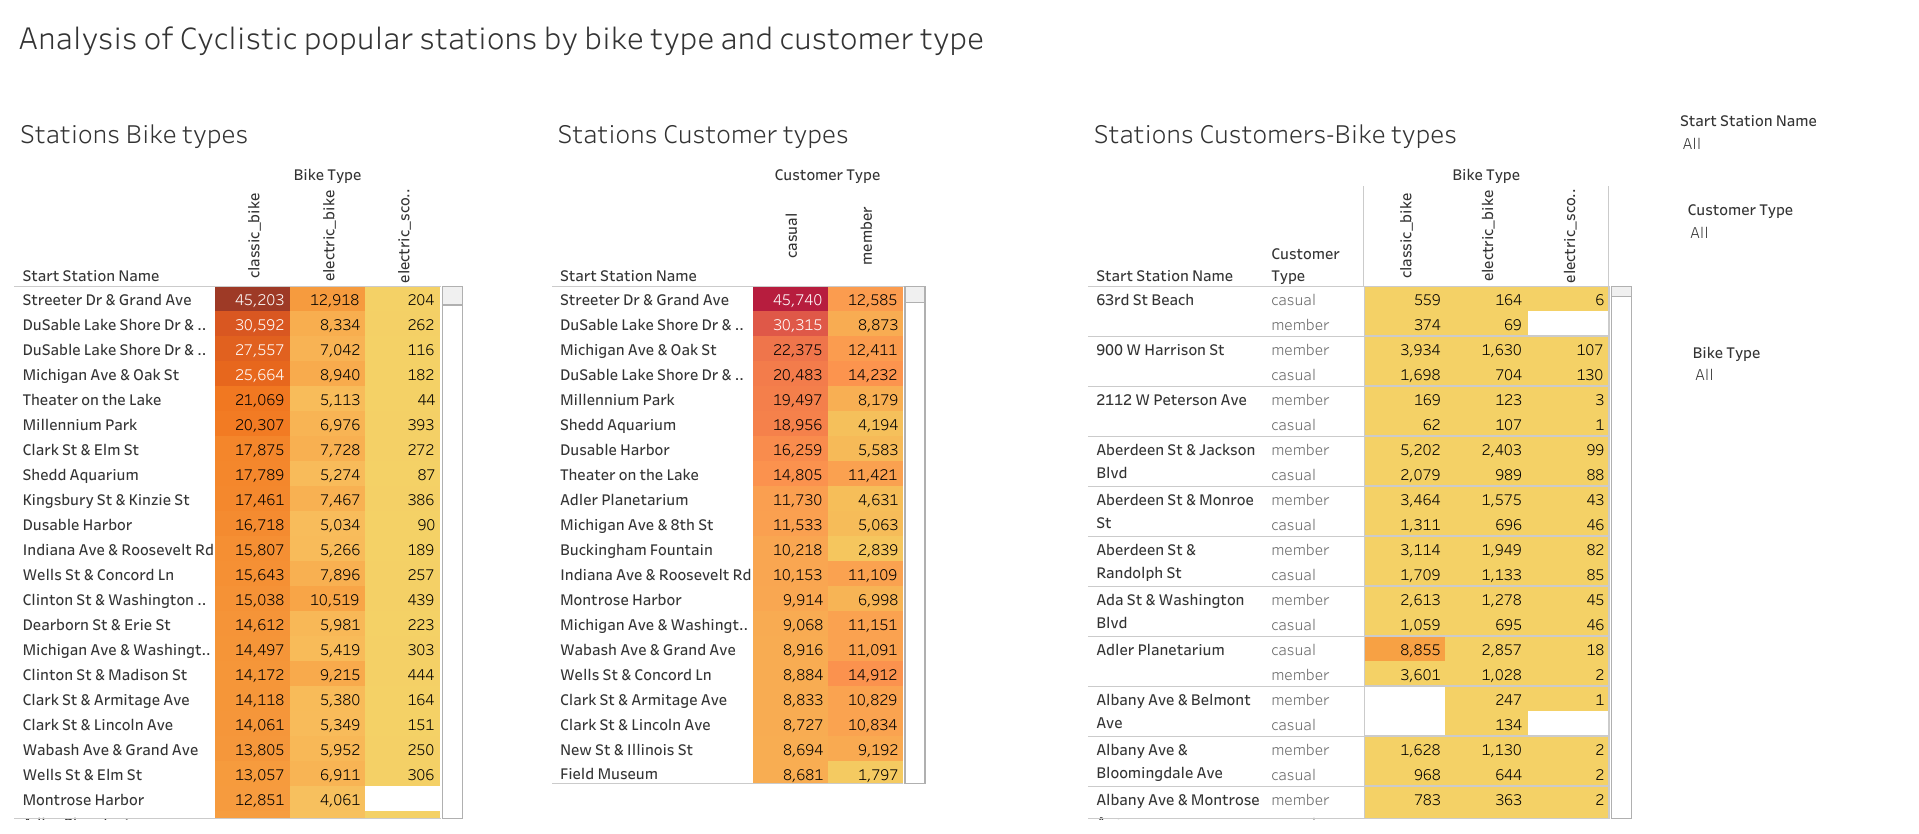 Analysis of Cyclistic popular stations by bike type and customer type
Stations Bike types
Bike Type
Start Station Name classic_bike electric_bike electric_sco..
Streeter Dr & Grand Ave 45,203 12,918 204
DuSable Lake Shore Dr & .. 30,592 8,334 262
DuSable Lake Shore Dr & .. 27,557 7,042 116
Michigan Ave & Oak St 25,664 8,940 182
Theater on the Lake 21,069 5,113 44
Millennium Park 20,307 6,976 393
Clark St & Elm St 17,875 7,728 272
Shedd Aquarium 17,789 5,274 87
Kingsbury St & Kinzie St 17,461 7,467 386
Dusable Harbor 16,718 5,034 90
Indiana Ave & Roosevelt Rd 15,807 5,266 189
Wells St & Concord Ln 15,643 7,896 257
Clinton St & Washington .. 15,038 10,519 439
Dearborn St & Erie St 14,612 5,981 223
Michigan Ave & Washingt.. 14,497 5,419 303
Clinton St & Madison St 14,172 9,215 444
Clark St & Armitage Ave 14,118 5,380 164
Clark St & Lincoln Ave 14,061 5,349 151
Wabash Ave & Grand Ave 13,805 5,952 250
Wells St & Elm St 13,057 6,911 306
Montrose Harbor 12,851 4,061
Stations Customer types
Customer Type
Start Station Name casual member
Streeter Dr & Grand Ave 45,740 12,585
DuSable Lake Shore Dr & .. 30,315 8,873
Michigan Ave & Oak St 22,375 12,411
DuSable Lake Shore Dr & .. 20,483 14,232
Millennium Park 19,497 8,179
Shedd Aquarium 18,956 4,194
Dusable Harbor 16,259 5,583
Theater on the Lake 14,805 11,421
Adler Planetarium 11,730 4,631
Michigan Ave & 8th St 11,533 5,063
Buckingham Fountain 10,218 2,839
Indiana Ave & Roosevelt Rd 10,153 11,109
Montrose Harbor 9,914 6,998
Michigan Ave & Washingt.. 9,068 11,151
Wabash Ave & Grand Ave 8,916 11,091
Wells St & Concord Ln 8,884 14,912
Clark St & Armitage Ave 8,833 10,829
Clark St & Lincoln Ave 8,727 10,834
New St & Illinois St 8,694 9,192
Field Museum 8,681 1,797
Stations Customers-Bike types
Bike Type
Customer
Start Station Name Type classic_bike electric_bike electric_sco..
63rd St Beach casual 559 164 6
member 374 69
900 W Harrison St member 3,934 1,630 107
casual 1,698 704 130
2112 W Peterson Ave member 169 123 3
casual 62 107 1
Aberdeen St & Jackson member 5,202 2,403 99
Blvd casual 2,079 989 88
Aberdeen St & Monroe member 3,464 1,575 43
St casual 1,311 696 46
Aberdeen St & member 3,114 1,949 82
Randolph St casual 1,709 1,133 85
Ada St & Washington member 2,613 1,278 45
Blvd casual 1,059 695 46
Adler Planetarium casual 8,855 2,857 18
member 3,601 1,028 2
Albany Ave & Belmont member 247 1
Ave casual 134
Albany Ave & member 1,628 1,130 2
Bloomingdale Ave casual 968 644 2
Albany Ave & Montrose member 783 363 2
Start Station Name
All
Customer Type
All
Bike Type
All